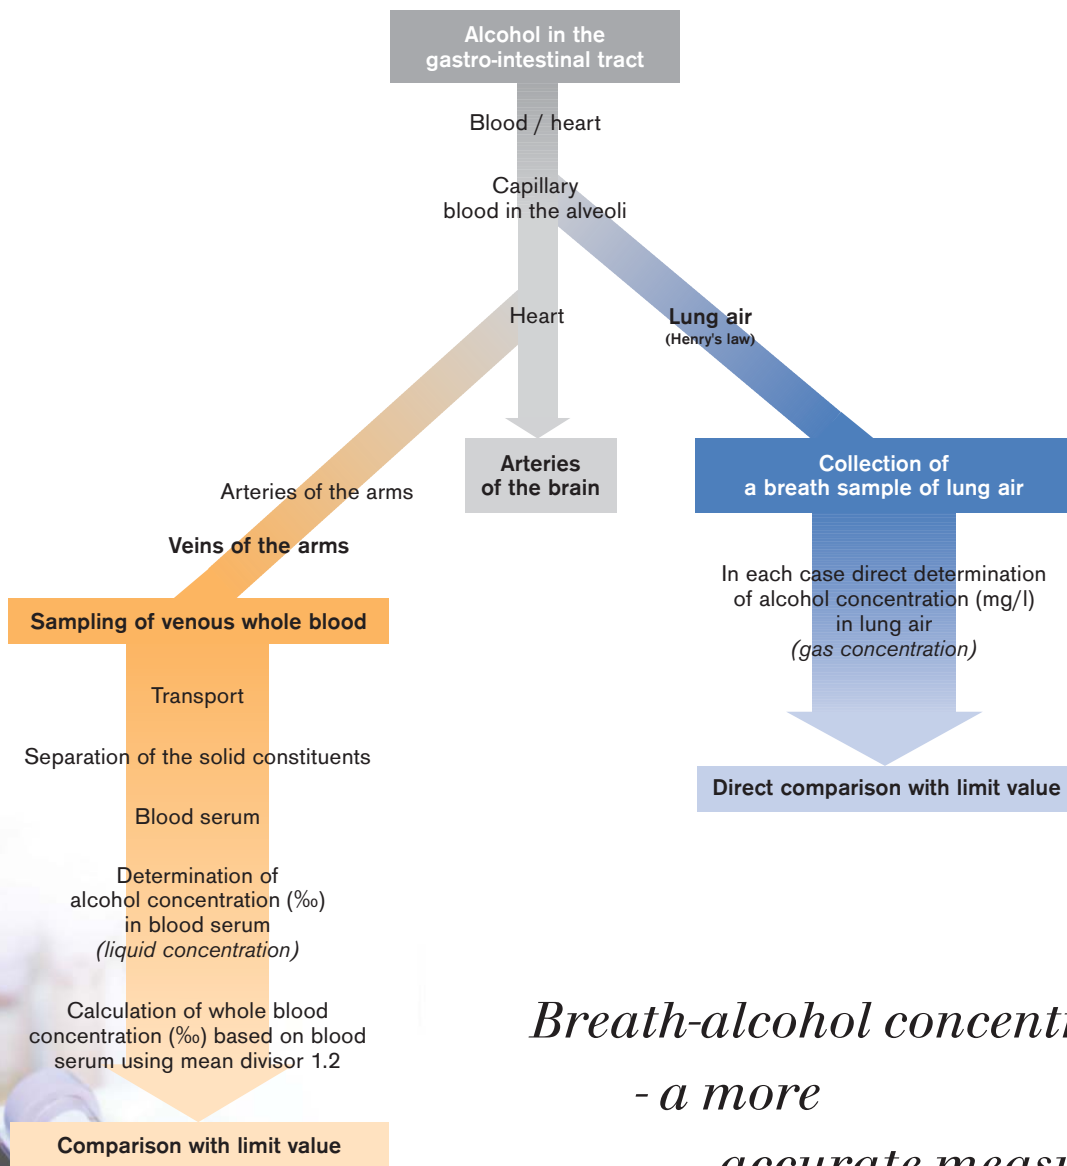 Alcohol in the
gastro-intestinal tract
Blood / heart
Capillary
blood in the alveoli
Heart
Lung air
(Henry's law)
Arteries
of the brain
Collection of
a breath sample of lung air
Arteries of the arms
Veins of the arms
In each case direct determination
of alcohol concentration (mg/l)
in lung air
(gas concentration)
Sampling of venous whole blood
Transport
Separation of the solid constituents
Direct comparison with limit value
Blood serum
Determination of
alcohol concentration (‰)
in blood serum
(liquid concentration)
Calculation of whole blood
concentration (‰) based on blood
serum using mean divisor 1.2
Comparison with limit value
Breath-alcohol
- a more
accurate